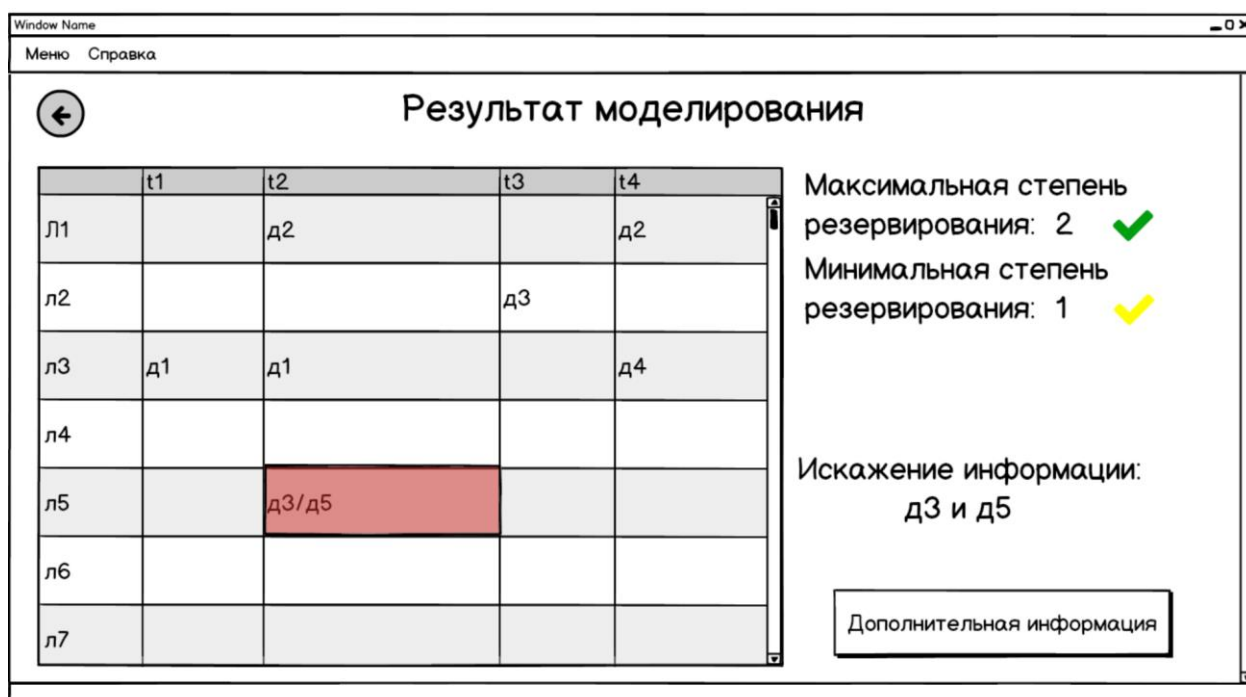 Window Name
Меню Справка
Результат моделирования
t1 t2 t3 t4
Л1 д2 д2
л2 д3
л3 д1 д1 д4
л4
л5 д3/д5
л6
л7
Максимальная степень
резервирования: 2
Минимальная степень
резервирования: 1
Искажение информации:
д3 и д5
Дополнительная информация